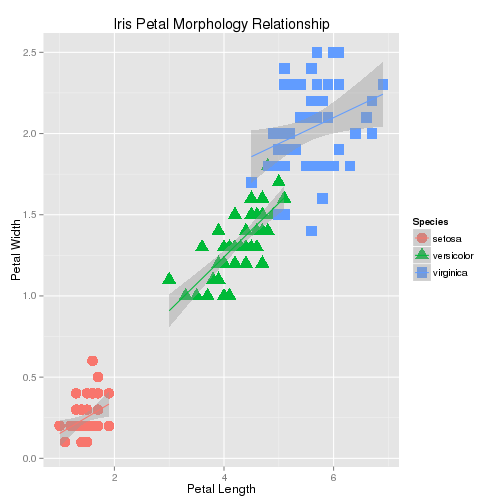 Iris Petal Morphology Relationship
2.5
2.0
1.5
1.0
0.5
0.0
Petal Width
2 4 6
Petal Length
Species
setosa
versicolor
virginica